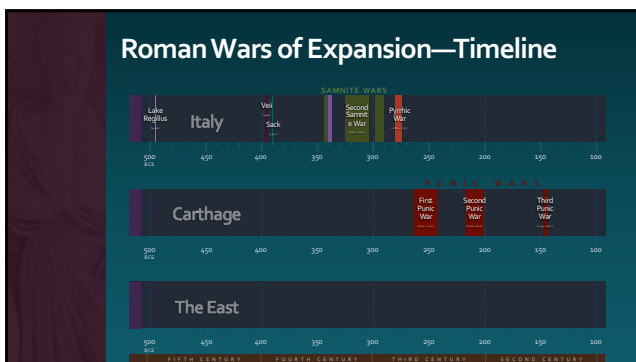 Roman Wars of Expansion—Timeline
SAMNITE WARS
Lake
Regillus
Italy
Veii
Sack
Second
Samnit
e War
Pyrrhic
War
500 450 400 350 300 250 200 150 100
BCE
PUNIC WARS
Carthage
First
Punic
War
Second
Punic
War
Third
Punic
War
500 450 400 350 300 250 200 150 100
BCE
The East
500 450 400 350 300 250 200 150 100
BCE
FIFTH CENTURY FOURTH CENTURY THIRD CENTURY SECOND CENTURY